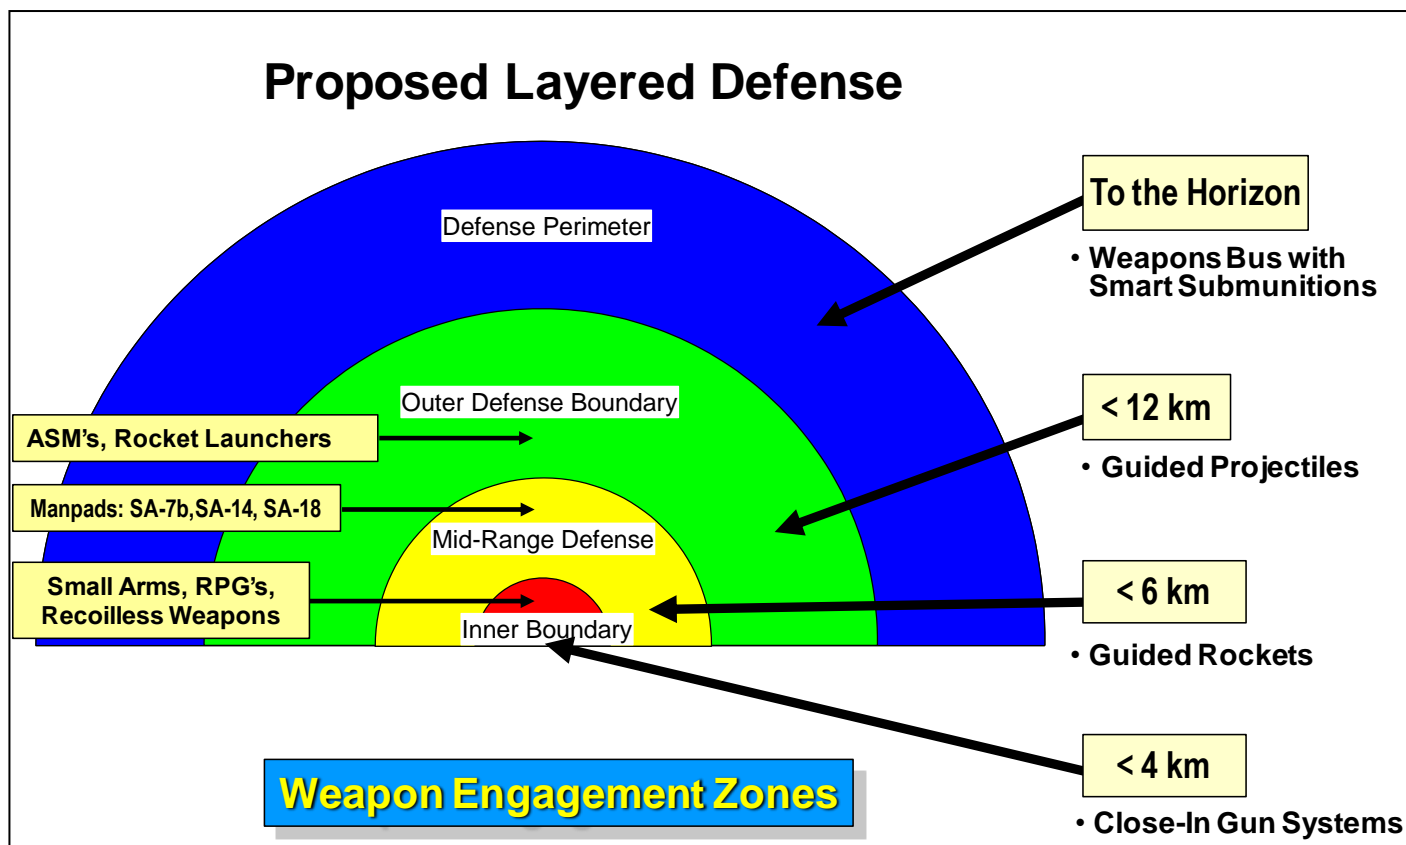 Proposed Layered Defense
Defense Perimeter
To the Horizon
• Weapons Bus with
Smart Submunitions
Outer Defense Boundary
< 12 km
• Guided Projectiles
ASM's, Rocket Launchers
Manpads: SA-7b,SA-14, SA-18
Mid-Range Defense
Small Arms, RPG's,
Recoilless Weapons
Inner Boundary
< 6 km
• Guided Rockets
< 4 km
• Close-In Gun Systems
Weapon Engagement Zones